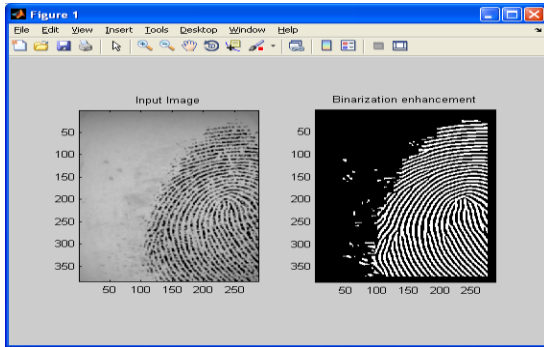 Figure 1
File Edit View Insert Tools Desktop Window Help
Input Image
50
100
150
200
250
300
350
50 100 150 200 250
Binarization enhancement
50
100
150
200
250
300
350
50 100 150 200 250